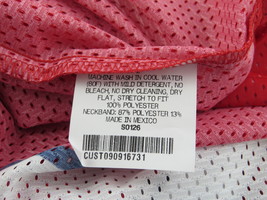 MACHINE WASH IN COOL WATER
(80F) WITH MILD DETERGENT, NO
BLEACH, NO DRY CLEANING, DRY
FLAT, STRETCH TO FIT
100% POLYESTER
NECKBAND: 87% POLYESTER 13%
MADE IN MEXICO
S0126
CUST090916731